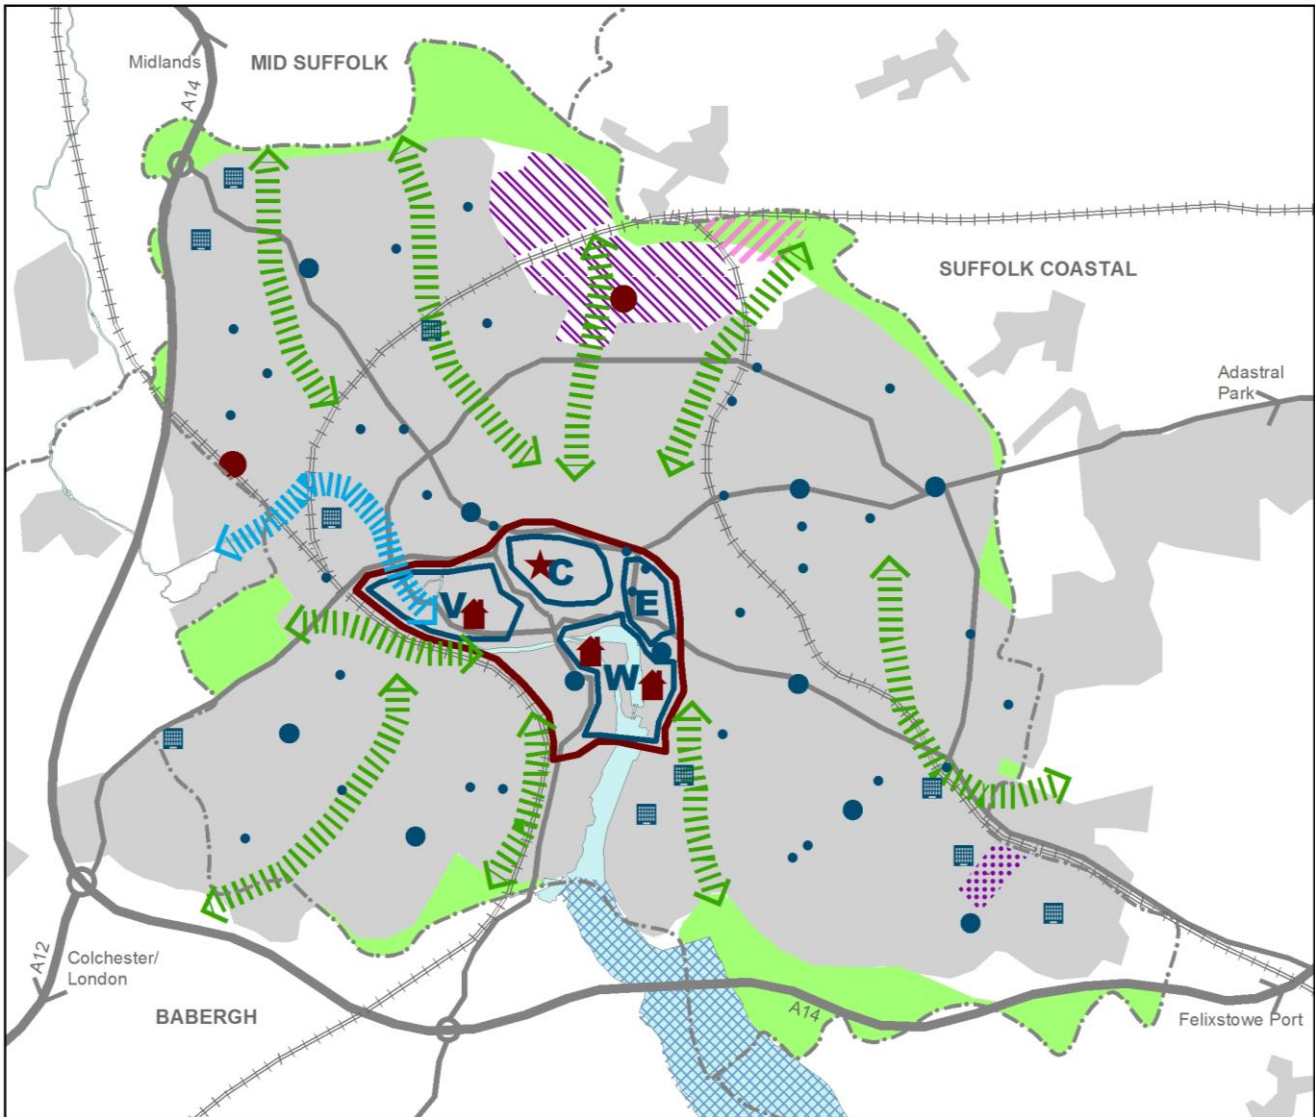 Midlands
MID SUFFOLK
A14
SUFFOLK COASTAL
Adastral
Park
C
V
E
W
A12
Colchester/
London
BABERGH
A14
Felixstowe Port